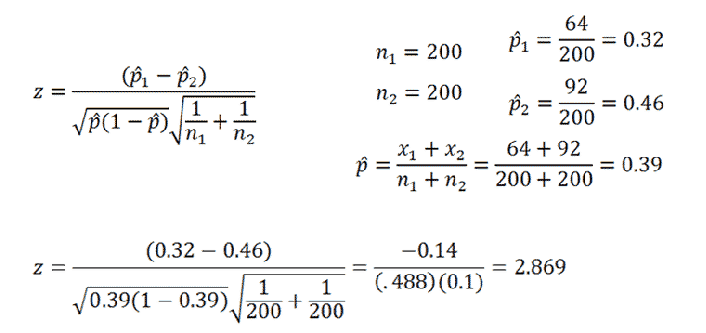 z = (p̂₁ − p̂₂) / √p̂(1 − p̂) √1/n₁ + 1/n₂
n₁ = 200
n₂ = 200
p̂₁ = 64/200 = 0.32
p̂₂ = 92/200 = 0.46
p̂ = x₁ + x₂ / n₁ + n₂ = 64 + 92 / 200 + 200 = 0.39
z = (0.32 − 0.46) / √0.39(1 − 0.39) √1/200 + 1/200 = −0.14 / (.488)(0.1) = 2.869